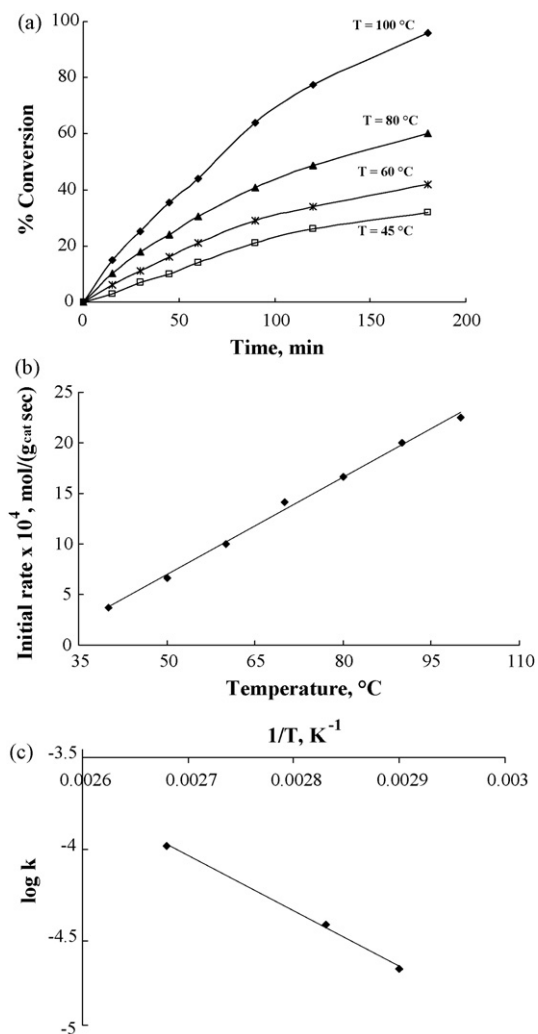 (a)
T = 100 °C
T = 80 °C
T = 60 °C
T = 45 °C
100
80
60
40
20
0
% Conversion
0 50 100 150 200
Time, min
(b)
25
20
15
10
5
0
Initial rate x 10⁴, mol/(gcat sec)
35 50 65 80 95 110
Temperature, °C
1/T, K⁻¹
(c)
-3.5
0.0026 0.0027 0.0028 0.0029 0.003
-4
-4.5
-5
log k